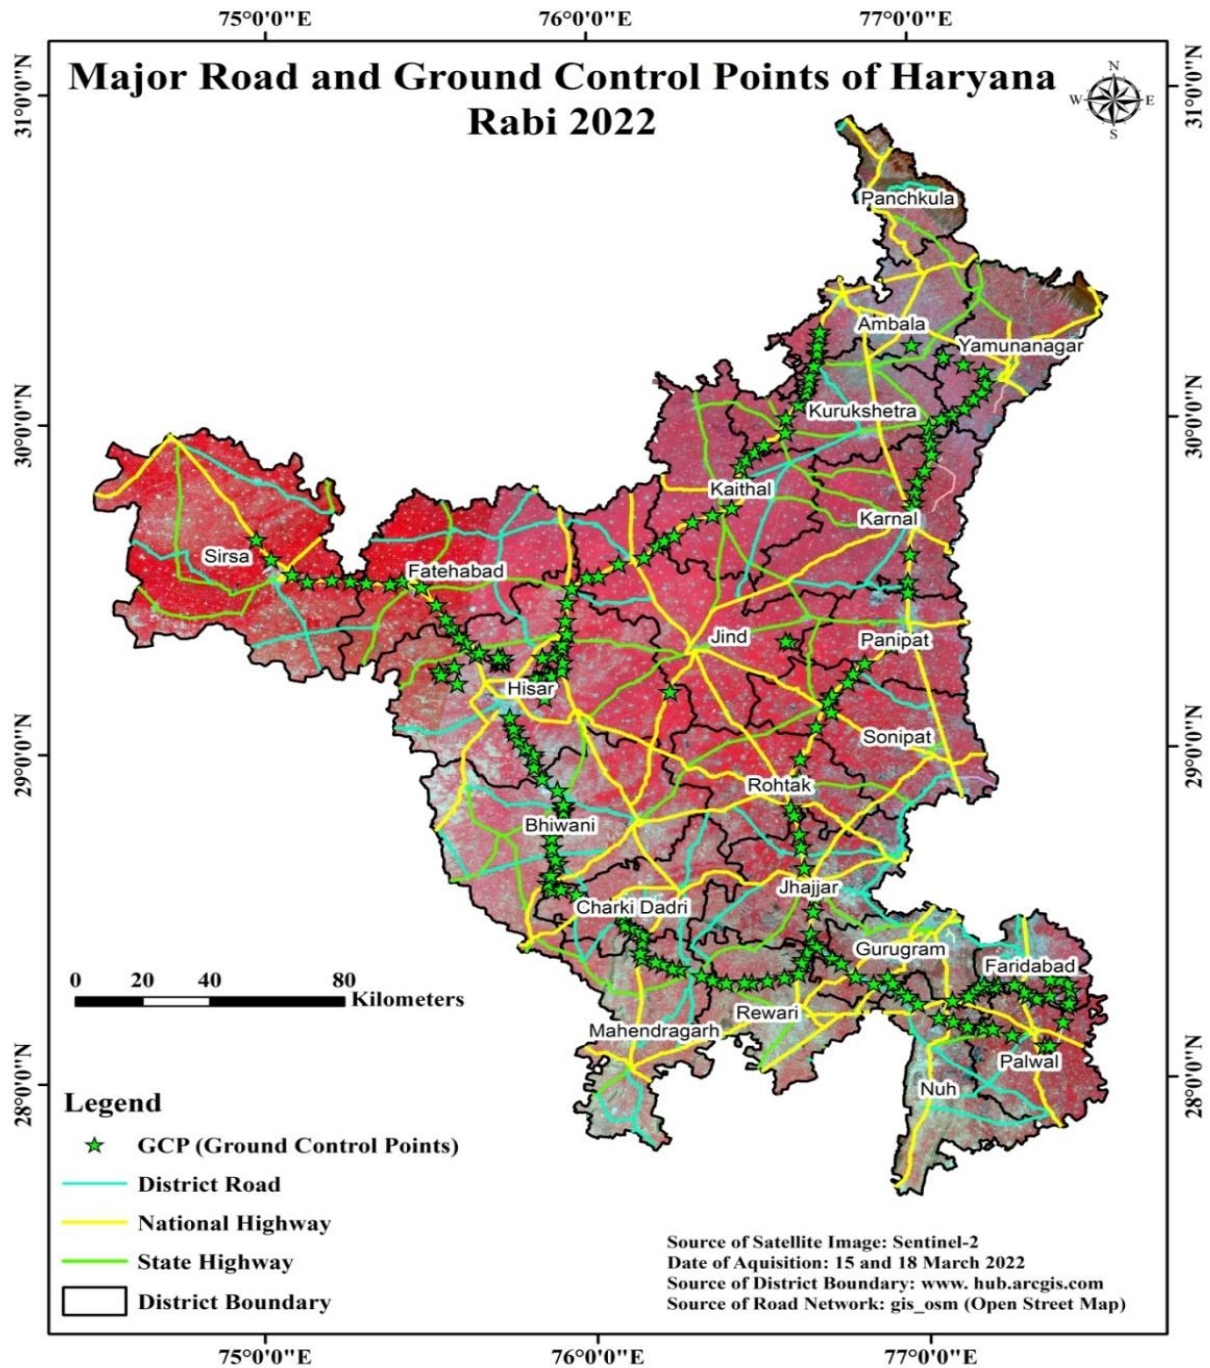 75°0'0"E 76°0'0"E 77°0'0"E
Major Road and Ground Control Points of Haryana
Rabi 2022
N
W E
S
31°0'0"N 31°0'0"N
Panchkula
Ambala
Yamunanagar
30°0'0"N 30°0'0"N
Kurukshetra
Kaithal
Karnal
Sirsa
Fatehabad
Jind
Panipat
Hisar
Sonipat
29°0'0"N 29°0'0"N
Rohtak
Bhiwani
Jhajjar
Charki Dadri
Gurugram
Faridabad
0 20 40 80
Kilometers
Rewari
Mahendragarh
Palwal
28°0'0"N 28°0'0"N
Nuh
Legend
GCP (Ground Control Points)
District Road
National Highway
State Highway
District Boundary
Source of Satellite Image: Sentinel-2
Date of Aquisition: 15 and 18 March 2022
Source of District Boundary: www. hub.arcgis.com
Source of Road Network: gis_osm (Open Street Map)
75°0'0"E 76°0'0"E 77°0'0"E